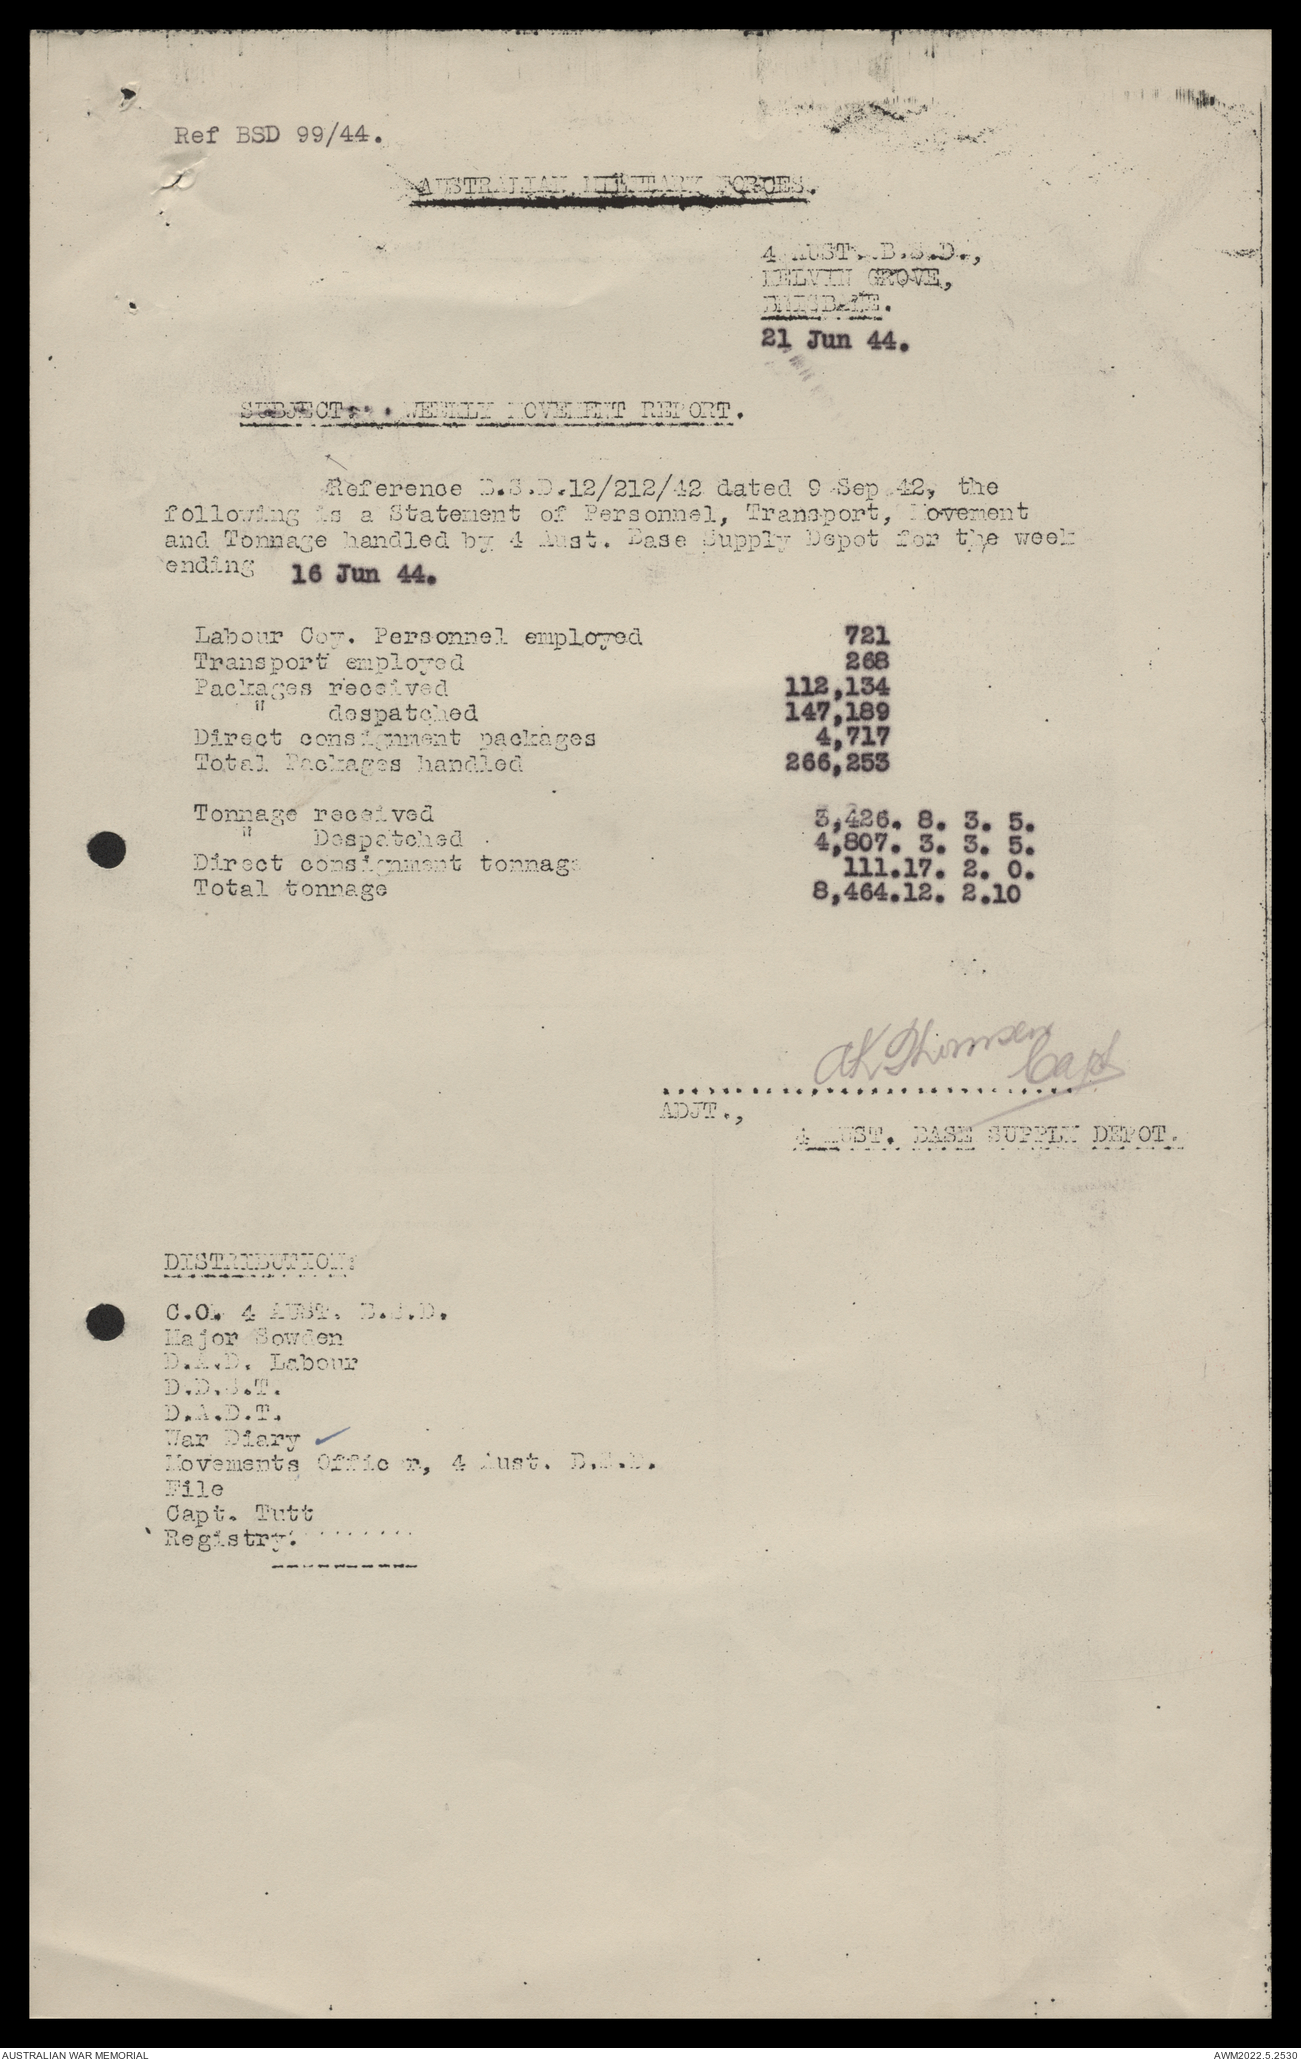 Ref BSD 99/44.
AUSTRALIAN MILITARY FORCES.
4 AUST. B.S.D.,
KELVIN GROVE,
BRISBANE.
21 Jun 44.
SUBJECT: WEEKLY MOVEMENT REPORT.
Reference B.S.D.12/212/42 dated 9 Sep 42, the
following is a Statement of Personnel, Transport, Movement
and Tonnage handled by 4 Aust. Base Supply Depot for the week
ending 16 Jun 44.
Labour Coy. Personnel employed 721
Transport employed 268
Packages received 112,134
" despatched 147,189
Direct consignment packages 4,717
Total Packages handled 266,253
Tonnage received 3,426. 8. 3. 5.
" Despatched 4,807. 3. 3. 5.
Direct consignment tonnage 111.17. 2. 0.
Total tonnage 8,464.12. 2.10
AK Thomsen Capt
ADJT.,
4 AUST. BASE SUPPLY DEPOT.
DISTRIBUTION:
C.O. 4 AUST. B.S.D.
Major Sowden
D.A.D. Labour
D.D.S.T.
D.A.D.T.
War Diary ✓
Movements Officer, 4 Aust. B.S.D.
File
Capt. Tutt
Registry.
AUSTRALIAN WAR MEMORIAL
AWM2022.5.2530